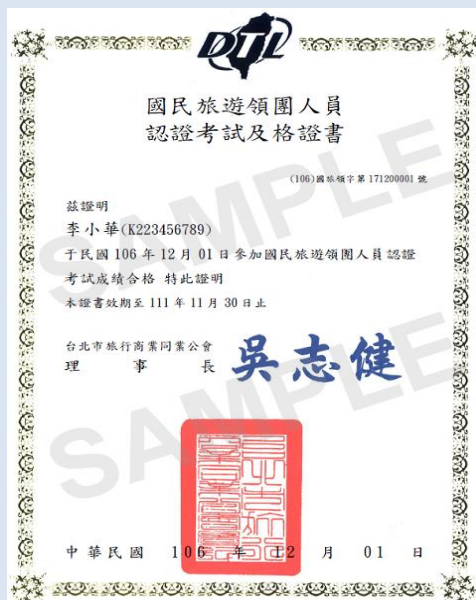 DTL
國民旅遊領團人員
認證考試及格證書
(106)國旅領字第 171200001 號
茲證明
李小華(K223456789)
于民國 106 年 12 月 01 日參加國民旅遊領團人員認證
考試成績合格 特此證明
本證書效期至 111 年 11 月 30 日止
台北市旅行商業同業公會
理 事 長 吳志健
中 華 民 國 106 年 12 月 01 日
SAMPLE
SAMPLE